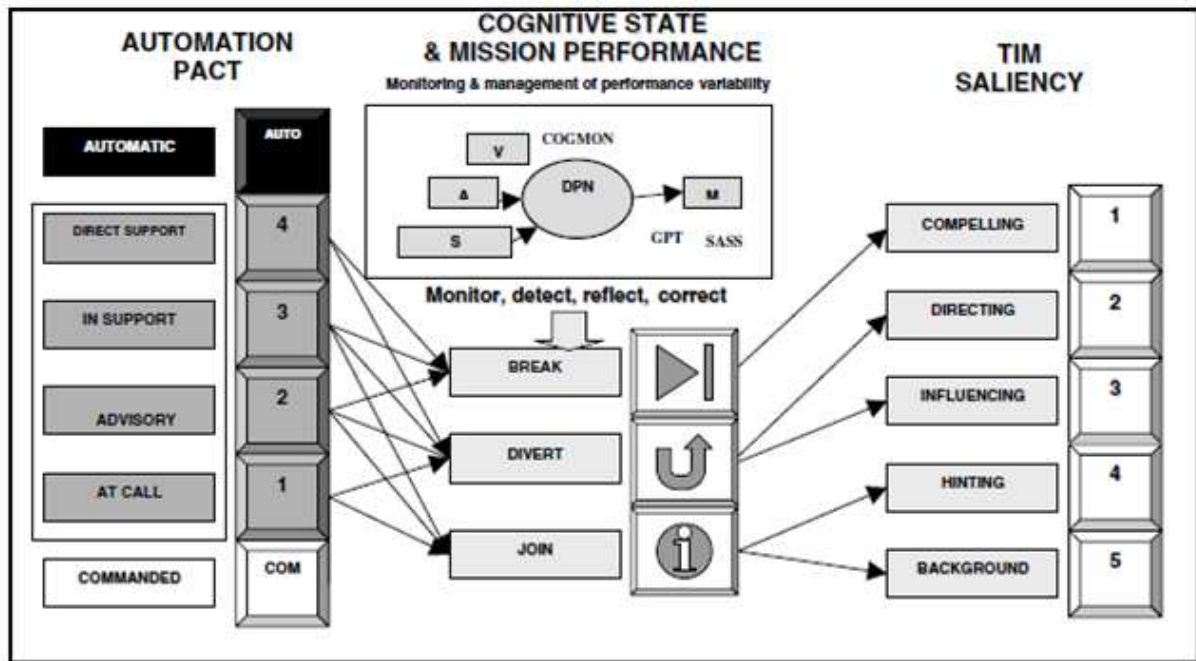 AUTOMATION
PACT
AUTOMATIC
DIRECT SUPPORT
IN SUPPORT
ADVISORY
AT CALL
COMMANDED
AUTO
4
3
2
1
COM
COGNITIVE STATE
& MISSION PERFORMANCE
Monitoring & management of performance variability
V
COGMON
A
DPN
M
S
GPT
SASS
Monitor, detect, reflect, correct
BREAK
DIVERT
JOIN
i
TIM
SALIENCY
COMPELLING
DIRECTING
INFLUENCING
HINTING
BACKGROUND
1
2
3
4
5